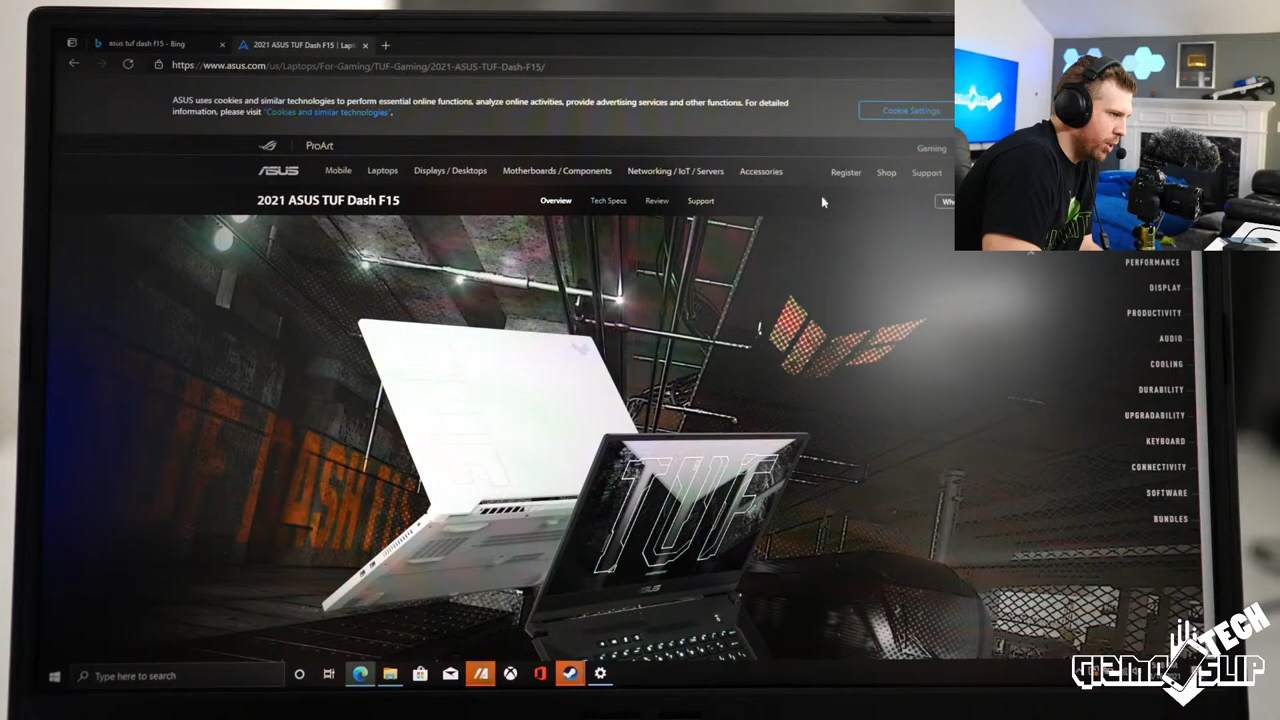 asus tuf dash f15 - Bing
2021 ASUS TUF Dash F15 | Lapt
https://www.asus.com/us/Laptops/For-Gaming/TUF-Gaming/2021-ASUS-TUF-Dash-F15/
ASUS uses cookies and similar technologies to perform essential online functions, analyze online activities, provide advertising services and other functions. For detailed
information, please visit "Cookies and similar technologies".
Cookie Settings
ProArt
Gaming
ASUS
Mobile
Laptops
Displays / Desktops
Motherboards / Components
Networking / IoT / Servers
Accessories
Register
Shop
Support
2021 ASUS TUF Dash F15
Overview
Tech Specs
Review
Support
PERFORMANCE
DISPLAY
PRODUCTIVITY
AUDIO
COOLING
DURABILITY
UPGRADABILITY
KEYBOARD
CONNECTIVITY
SOFTWARE
BUNDLES
TUF
ASUS
Type here to search
TECH
GIZMO SLIP